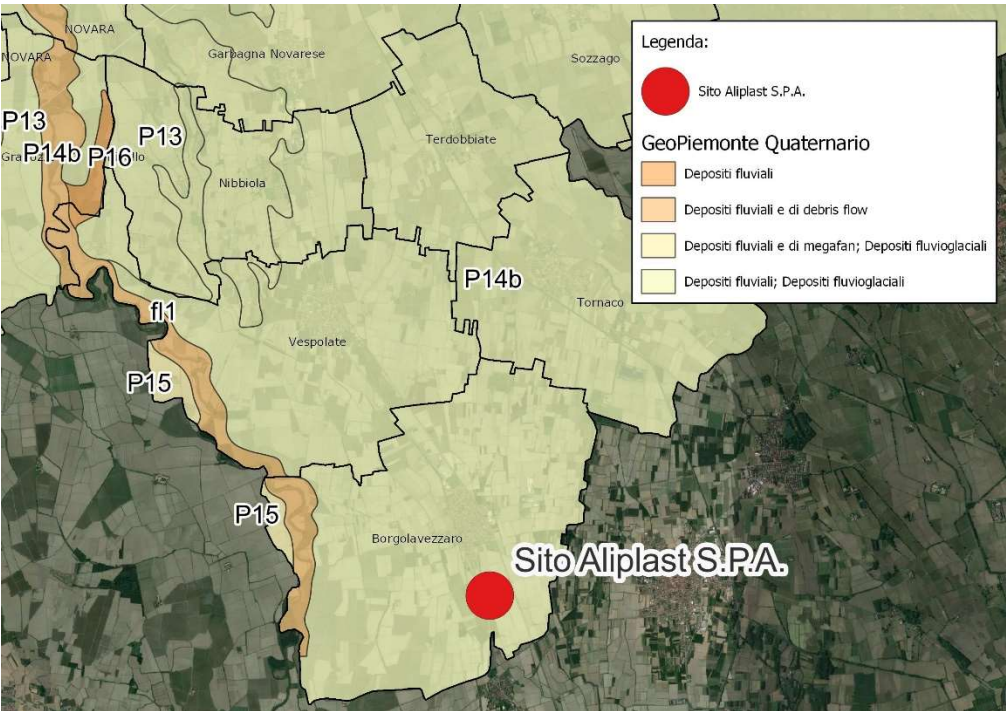 NOVARA
NOVARA
Garbagna Novarese
Sozzago
P13
P14b
P16
P13
Terdobbiate
Nibbiola
fl1
P14b
Tornaco
Vespolate
P15
P15
Borgolavezzaro
Sito Aliplast S.P.A.
Legenda:
Sito Aliplast S.P.A.
GeoPiemonte Quaternario
Depositi fluviali
Depositi fluviali e di debris flow
Depositi fluviali e di megafan; Depositi fluvioglaciali
Depositi fluviali; Depositi fluvioglaciali